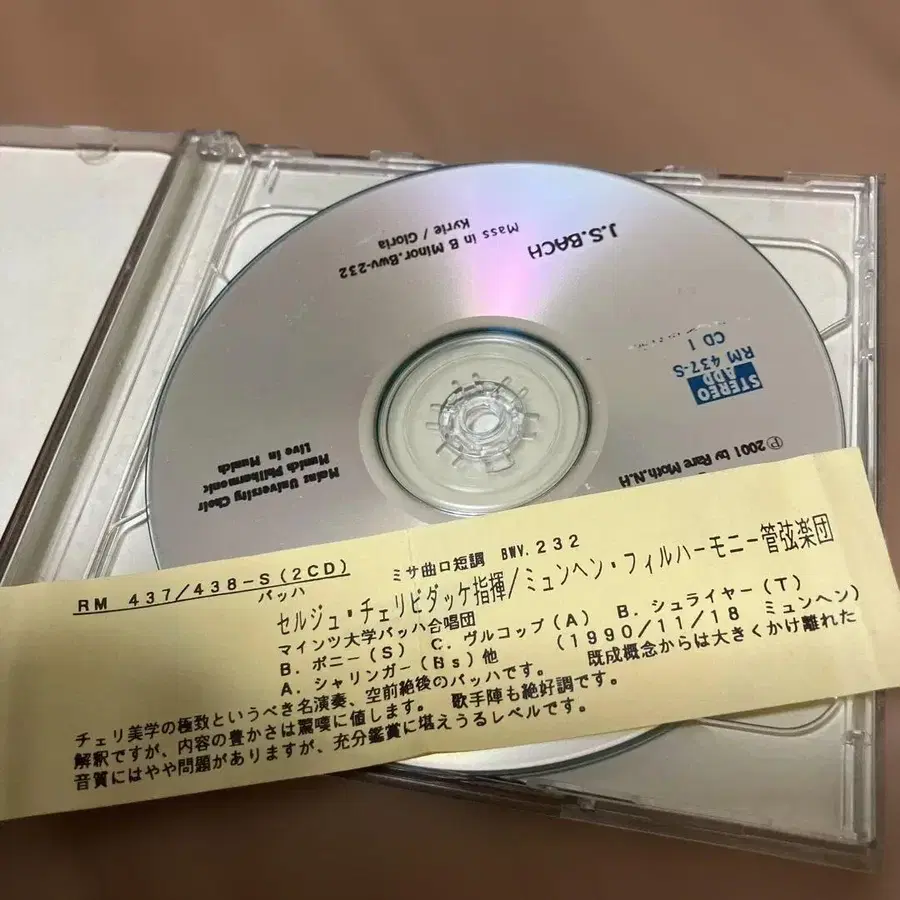 J.S.BACH
Mass in B Minor.Bwv-232
Kyrie / Gloria
STEREO
ADD
RM 437-S
CD 1
Mainz University Choir
Munich Philharmonic
Live in Munich
Ⓟ 2001 by Rare Moth.N.H
RM 437/438-S(2CD)
バッハ ミサ曲ロ短調 BWV.232
セルジュ・チェリビダッケ指揮/ミュンヘン・フィルハーモニー管弦楽団
マインツ大学バッハ合唱団
B.ボニー(S) C.ヴルコップ(A) B.シュライヤー(T)
A.シャリンガー(Bs)他 (1990/11/18 ミュンヘン)
チェリ美学の極致というべき名演奏、空前絶後のバッハです。 既成概念からは大きくかけ離れた
解釈ですが、内容の豊かさは驚嘆に値します。 歌手陣も絶好調です。
音質にはやや問題がありますが、充分鑑賞に堪えうるレベルです。